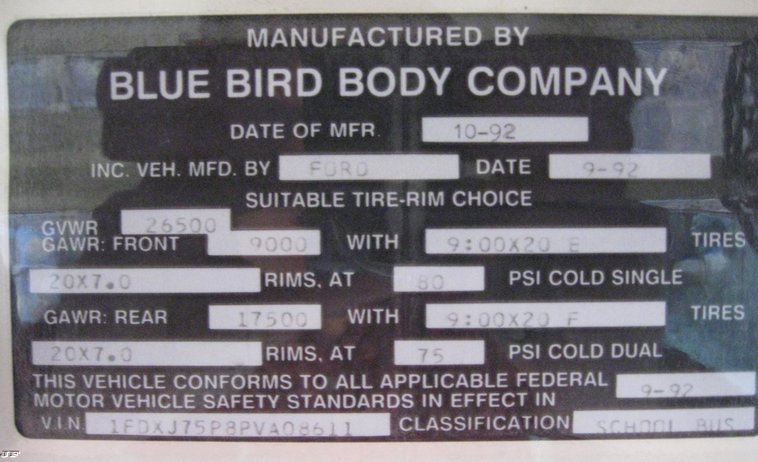 MANUFACTURED BY
BLUE BIRD BODY COMPANY
DATE OF MFR. 10-92
INC. VEH. MFD. BY FORD DATE 9-92
SUITABLE TIRE-RIM CHOICE
GVWR 26500
GAWR: FRONT 9000 WITH 9:00X20 E TIRES
20X7.0 RIMS, AT 80 PSI COLD SINGLE
GAWR: REAR 17500 WITH 9:00X20 F TIRES
20X7.0 RIMS, AT 75 PSI COLD DUAL
THIS VEHICLE CONFORMS TO ALL APPLICABLE FEDERAL
MOTOR VEHICLE SAFETY STANDARDS IN EFFECT IN 9-92
V.I.N. 1FDXJ75P8PVA08611 CLASSIFICATION SCHOOL BUS